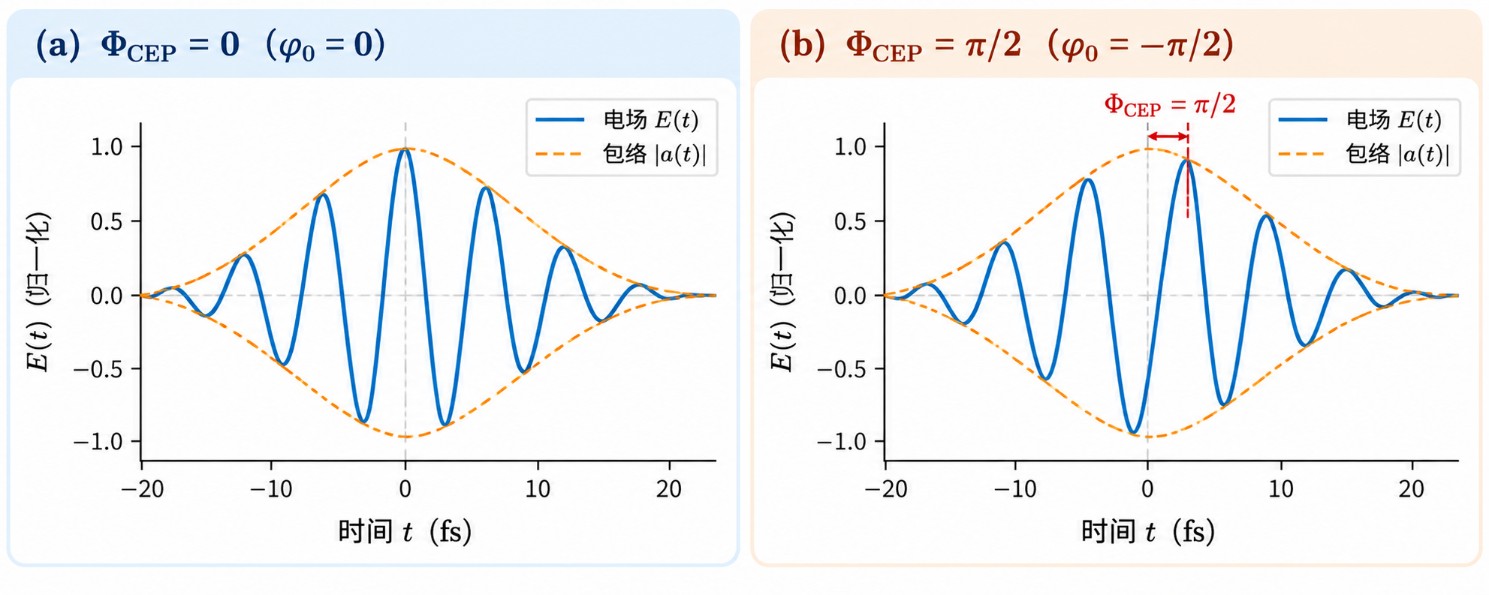 (a) Φ_CEP = 0 (φ₀ = 0)
电场 E(t)
包络 |a(t)|
1.0
0.5
0.0
−0.5
−1.0
E(t)（归一化）
−20 −10 0 10 20
时间 t (fs)
(b) Φ_CEP = π/2 (φ₀ = −π/2)
Φ_CEP = π/2
电场 E(t)
包络 |a(t)|
1.0
0.5
0.0
−0.5
−1.0
E(t)（归一化）
−20 −10 0 10 20
时间 t (fs)